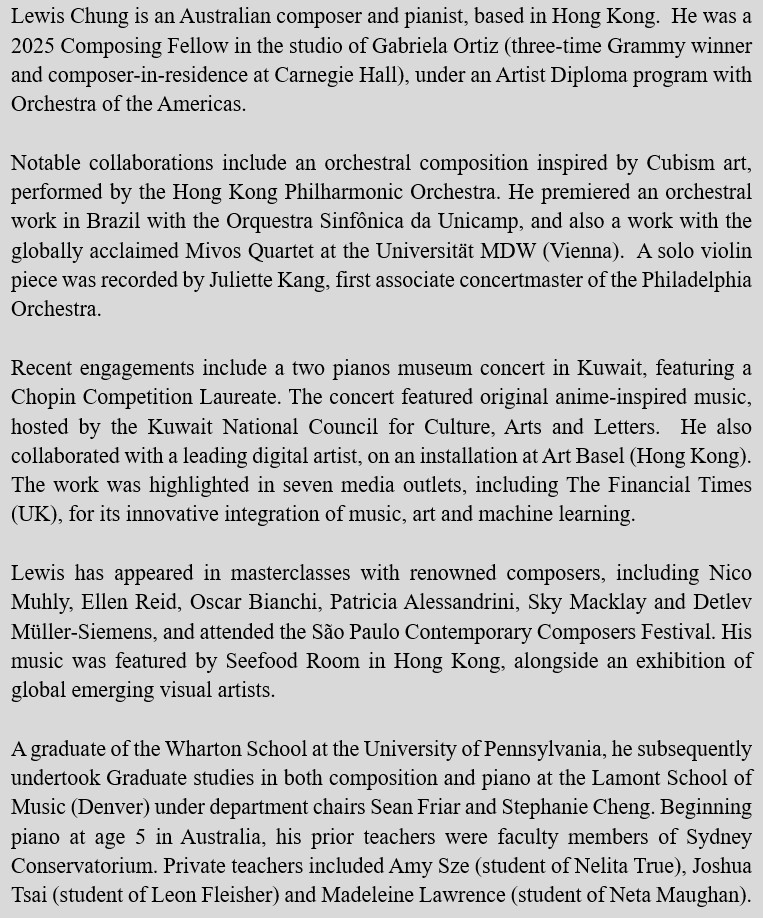 Lewis Chung is an Australian composer and pianist, based in Hong Kong.  He was a
2025 Composing Fellow in the studio of Gabriela Ortiz (three-time Grammy winner
and composer-in-residence at Carnegie Hall), under an Artist Diploma program with
Orchestra of the Americas.
Notable collaborations include an orchestral composition inspired by Cubism art,
performed by the Hong Kong Philharmonic Orchestra. He premiered an orchestral
work in Brazil with the Orquestra Sinfônica da Unicamp, and also a work with the
globally acclaimed Mivos Quartet at the Universität MDW (Vienna).  A solo violin
piece was recorded by Juliette Kang, first associate concertmaster of the Philadelphia
Orchestra.
Recent engagements include a two pianos museum concert in Kuwait, featuring a
Chopin Competition Laureate. The concert featured original anime-inspired music,
hosted by the Kuwait National Council for Culture, Arts and Letters.  He also
collaborated with a leading digital artist, on an installation at Art Basel (Hong Kong).
The work was highlighted in seven media outlets, including The Financial Times
(UK), for its innovative integration of music, art and machine learning.
Lewis has appeared in masterclasses with renowned composers, including Nico
Muhly, Ellen Reid, Oscar Bianchi, Patricia Alessandrini, Sky Macklay and Detlev
Müller-Siemens, and attended the São Paulo Contemporary Composers Festival. His
music was featured by Seefood Room in Hong Kong, alongside an exhibition of
global emerging visual artists.
A graduate of the Wharton School at the University of Pennsylvania, he subsequently
undertook Graduate studies in both composition and piano at the Lamont School of
Music (Denver) under department chairs Sean Friar and Stephanie Cheng. Beginning
piano at age 5 in Australia, his prior teachers were faculty members of Sydney
Conservatorium. Private teachers included Amy Sze (student of Nelita True), Joshua
Tsai (student of Leon Fleisher) and Madeleine Lawrence (student of Neta Maughan).